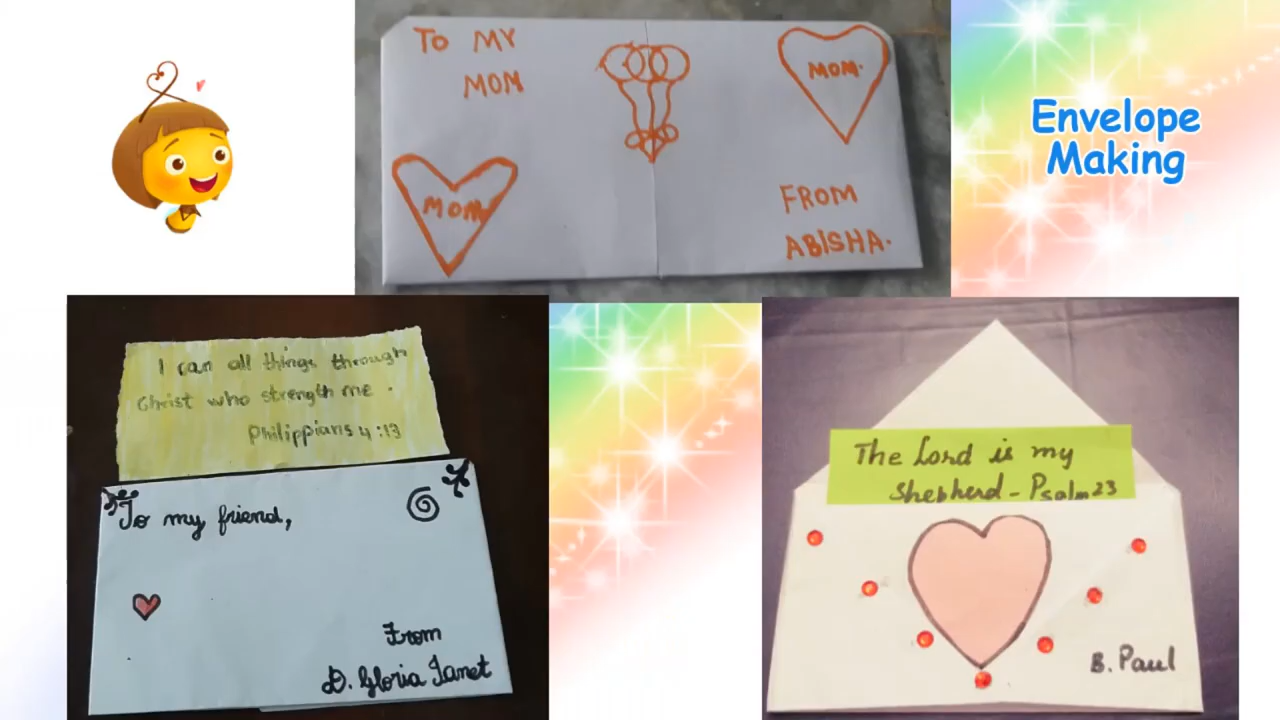 TO MY
MOM
MOM.
MOM
FROM
ABISHA.
Envelope
Making
I can all things through
Christ who strength me.
Philippians 4:13
To my friend,
From
D. Gloria Janet
The Lord is my
Shepherd - Psalm 23
B. Paul